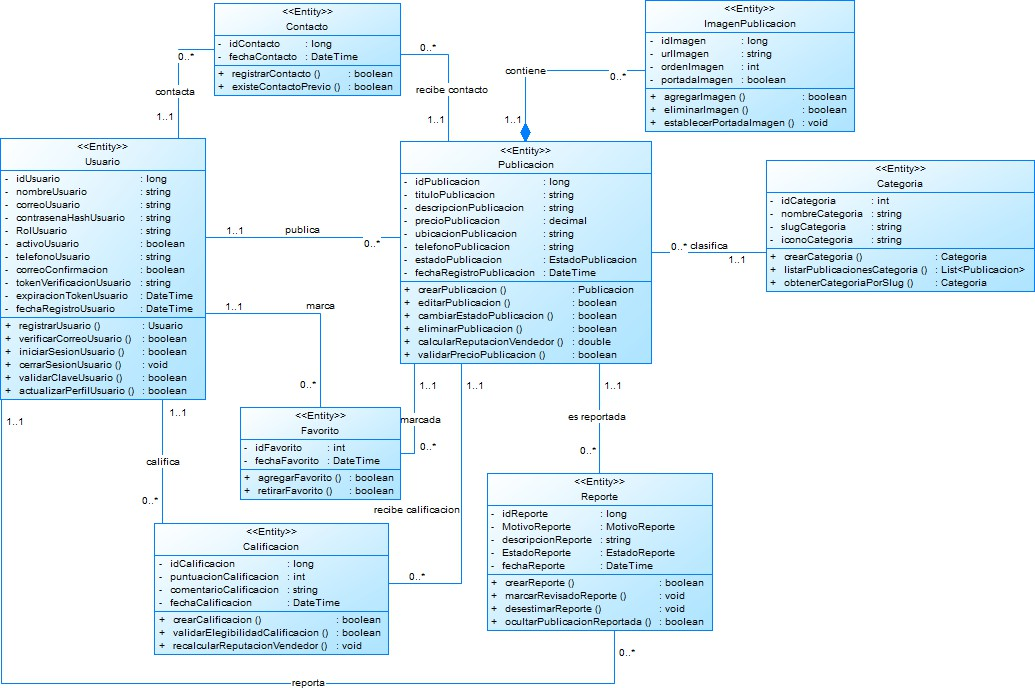 <<Entity>>
Contacto
- idContacto : long
- fechaContacto : DateTime
+ registrarContacto () : boolean
+ existeContactoPrevio () : boolean
<<Entity>>
ImagenPublicacion
- idImagen : long
- urlImagen : string
- ordenImagen : int
- portadaImagen : boolean
+ agregarImagen () : boolean
+ eliminarImagen () : boolean
+ establecerPortadaImagen () : void
0..*
contacta
1..1
0..*
recibe contacto
1..1
contiene
0..*
1..1
<<Entity>>
Usuario
- idUsuario : long
- nombreUsuario : string
- correoUsuario : string
- contrasenaHashUsuario : string
- RolUsuario : string
- activoUsuario : boolean
- telefonoUsuario : string
- correoConfirmacion : boolean
- tokenVerificacionUsuario : string
- expiracionTokenUsuario : DateTime
- fechaRegistroUsuario : DateTime
+ registrarUsuario () : Usuario
+ verificarCorreoUsuario () : boolean
+ iniciarSesionUsuario () : boolean
+ cerrarSesionUsuario () : void
+ validarClaveUsuario () : boolean
+ actualizarPerfilUsuario () : boolean
1..1
publica
0..*
<<Entity>>
Publicacion
- idPublicacion : long
- tituloPublicacion : string
- descripcionPublicacion : string
- precioPublicacion : decimal
- ubicacionPublicacion : string
- telefonoPublicacion : string
- estadoPublicacion : EstadoPublicacion
- fechaRegistroPublicacion : DateTime
+ crearPublicacion () : Publicacion
+ editarPublicacion () : boolean
+ cambiarEstadoPublicacion () : boolean
+ eliminarPublicacion () : boolean
+ calcularReputacionVendedor () : double
+ validarPrecioPublicacion () : boolean
0..*
clasifica
1..1
<<Entity>>
Categoria
- idCategoria : int
- nombreCategoria : string
- slugCategoria : string
- iconoCategoria : string
+ crearCategoria () : Categoria
+ listarPublicacionesCategoria () : List<Publicacion>
+ obtenerCategoriaPorSlug () : Categoria
1..1
marca
0..*
<<Entity>>
Favorito
- idFavorito : int
- fechaFavorito : DateTime
+ agregarFavorito () : boolean
+ retirarFavorito () : boolean
1..1
marcada
0..*
1..1
recibe calificacion
0..*
1..1
es reportada
0..*
1..1
1..1
califica
0..*
<<Entity>>
Calificacion
- idCalificacion : long
- puntuacionCalificacion : int
- comentarioCalificacion : string
- fechaCalificacion : DateTime
+ crearCalificacion () : boolean
+ validarElegibilidadCalificacion () : boolean
+ recalcularReputacionVendedor () : void
<<Entity>>
Reporte
- idReporte : long
- MotivoReporte : MotivoReporte
- descripcionReporte : string
- EstadoReporte : EstadoReporte
- fechaReporte : DateTime
+ crearReporte () : boolean
+ marcarRevisadoReporte () : void
+ desestimarReporte () : void
+ ocultarPublicacionReportada () : boolean
0..*
reporta